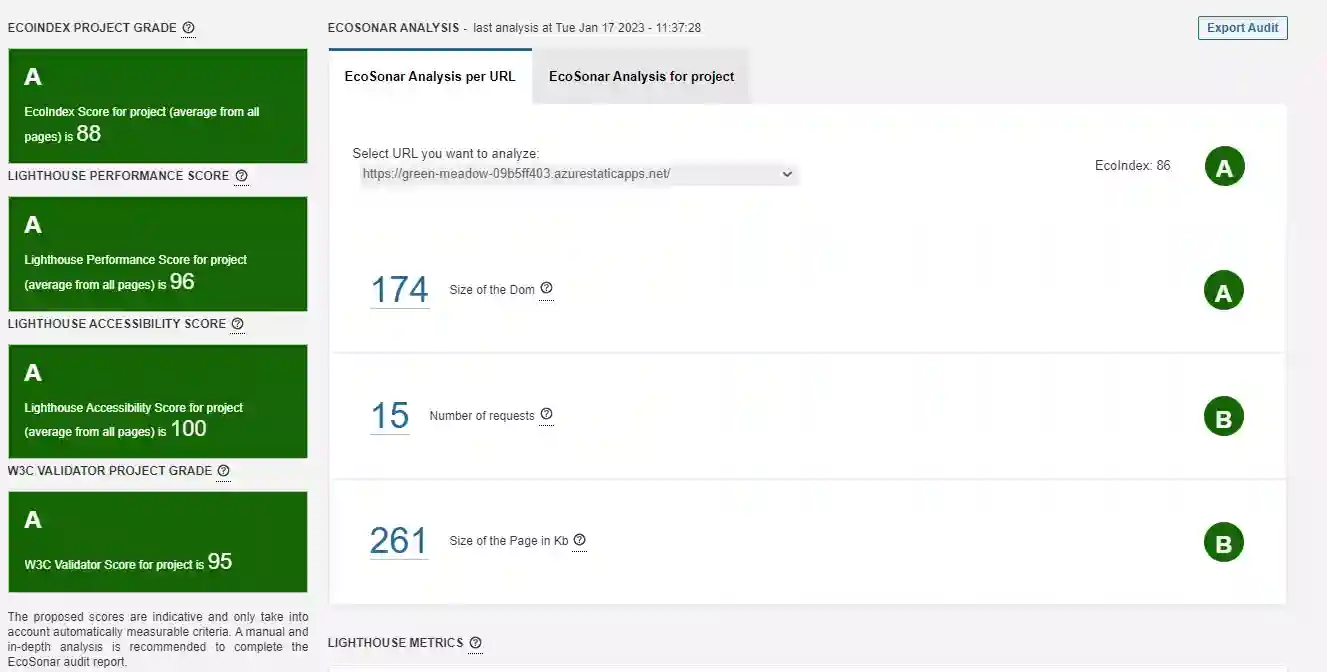 ECOINDEX PROJECT GRADE
A
EcoIndex Score for project (average from all
pages) is 88
LIGHTHOUSE PERFORMANCE SCORE
A
Lighthouse Performance Score for project
(average from all pages) is 96
LIGHTHOUSE ACCESSIBILITY SCORE
A
Lighthouse Accessibility Score for project
(average from all pages) is 100
W3C VALIDATOR PROJECT GRADE
A
W3C Validator Score for project is 95
The proposed scores are indicative and only take into
account automatically measurable criteria. A manual and
in-depth analysis is recommended to complete the
EcoSonar audit report.
ECOSONAR ANALYSIS - last analysis at Tue Jan 17 2023 - 11:37:28
Export Audit
EcoSonar Analysis per URL
EcoSonar Analysis for project
Select URL you want to analyze:
https://green-meadow-09b5ff403.azurestaticapps.net/
EcoIndex: 86
A
174 Size of the Dom
A
15 Number of requests
B
261 Size of the Page in Kb
B
LIGHTHOUSE METRICS